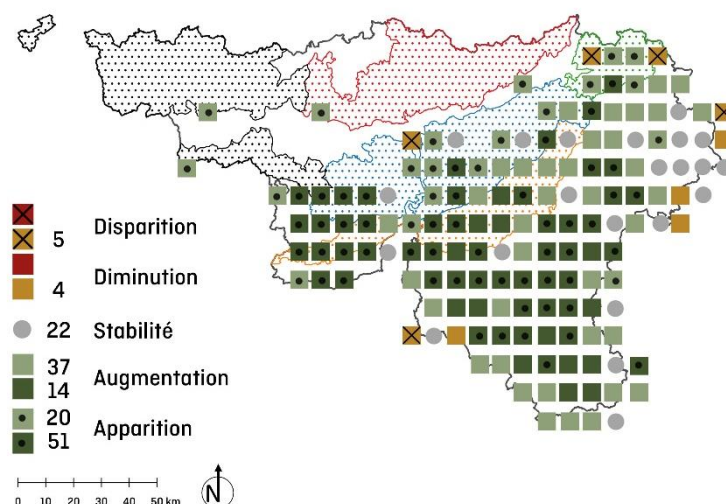 5 Disparition
4 Diminution
22 Stabilité
37
14 Augmentation
20
51 Apparition
0 10 20 30 40 50 km
N